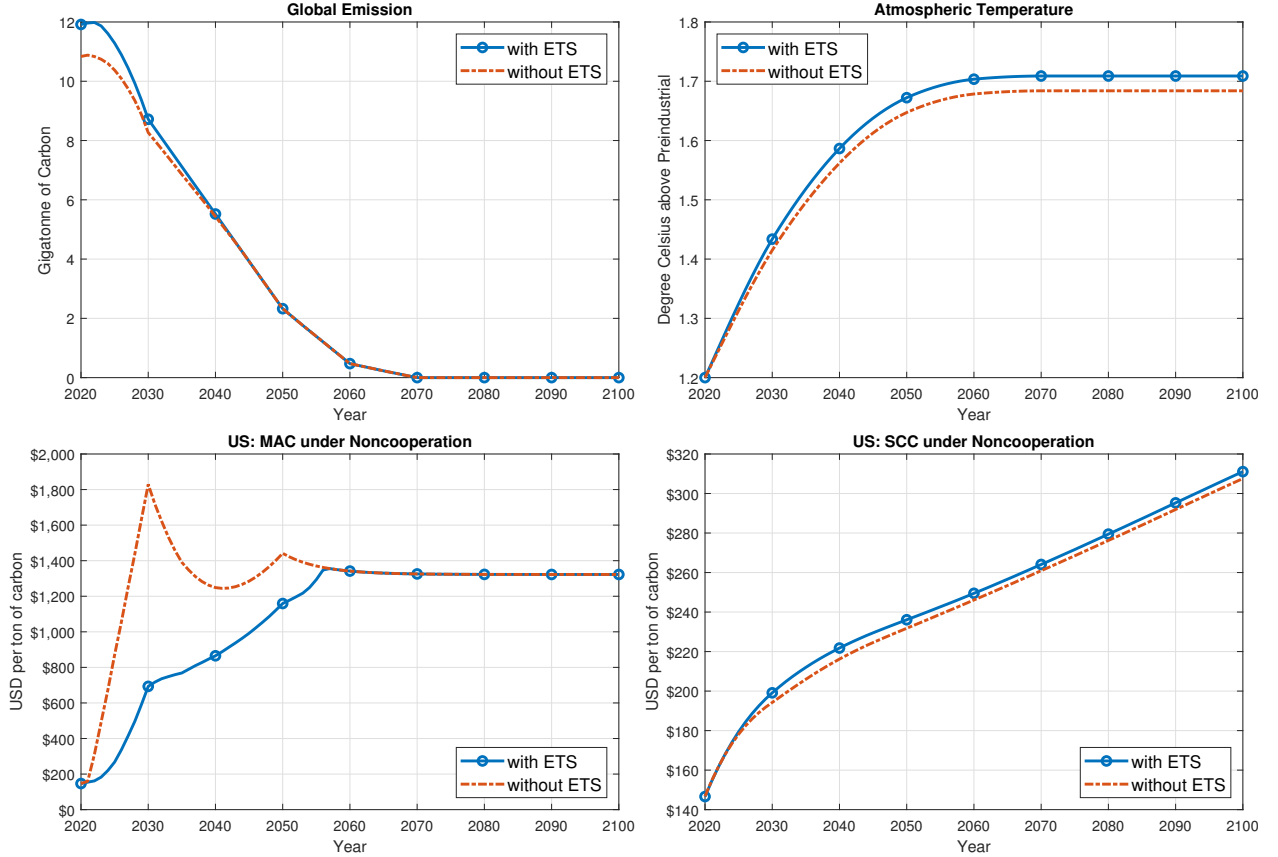 Global Emission
12
10
8
6
4
2
0
Gigatonne of Carbon
with ETS
without ETS
2020 2030 2040 2050 2060 2070 2080 2090 2100
Year
Atmospheric Temperature
1.8
1.7
1.6
1.5
1.4
1.3
1.2
Degree Celsius above Preindustrial
with ETS
without ETS
2020 2030 2040 2050 2060 2070 2080 2090 2100
Year
US: MAC under Noncooperation
$2,000
$1,800
$1,600
$1,400
$1,200
$1,000
$800
$600
$400
$200
$0
USD per ton of carbon
with ETS
without ETS
2020 2030 2040 2050 2060 2070 2080 2090 2100
Year
US: SCC under Noncooperation
$320
$300
$280
$260
$240
$220
$200
$180
$160
$140
USD per ton of carbon
with ETS
without ETS
2020 2030 2040 2050 2060 2070 2080 2090 2100
Year